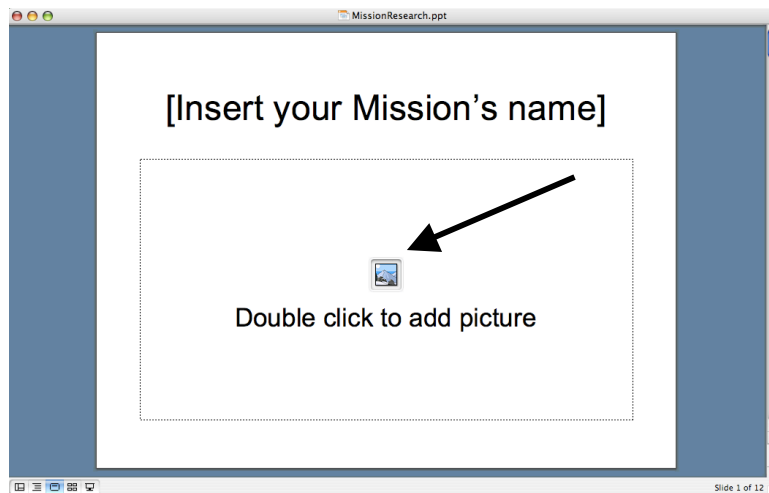 MissionResearch.ppt
[Insert your Mission’s name]
Double click to add picture
Slide 1 of 12